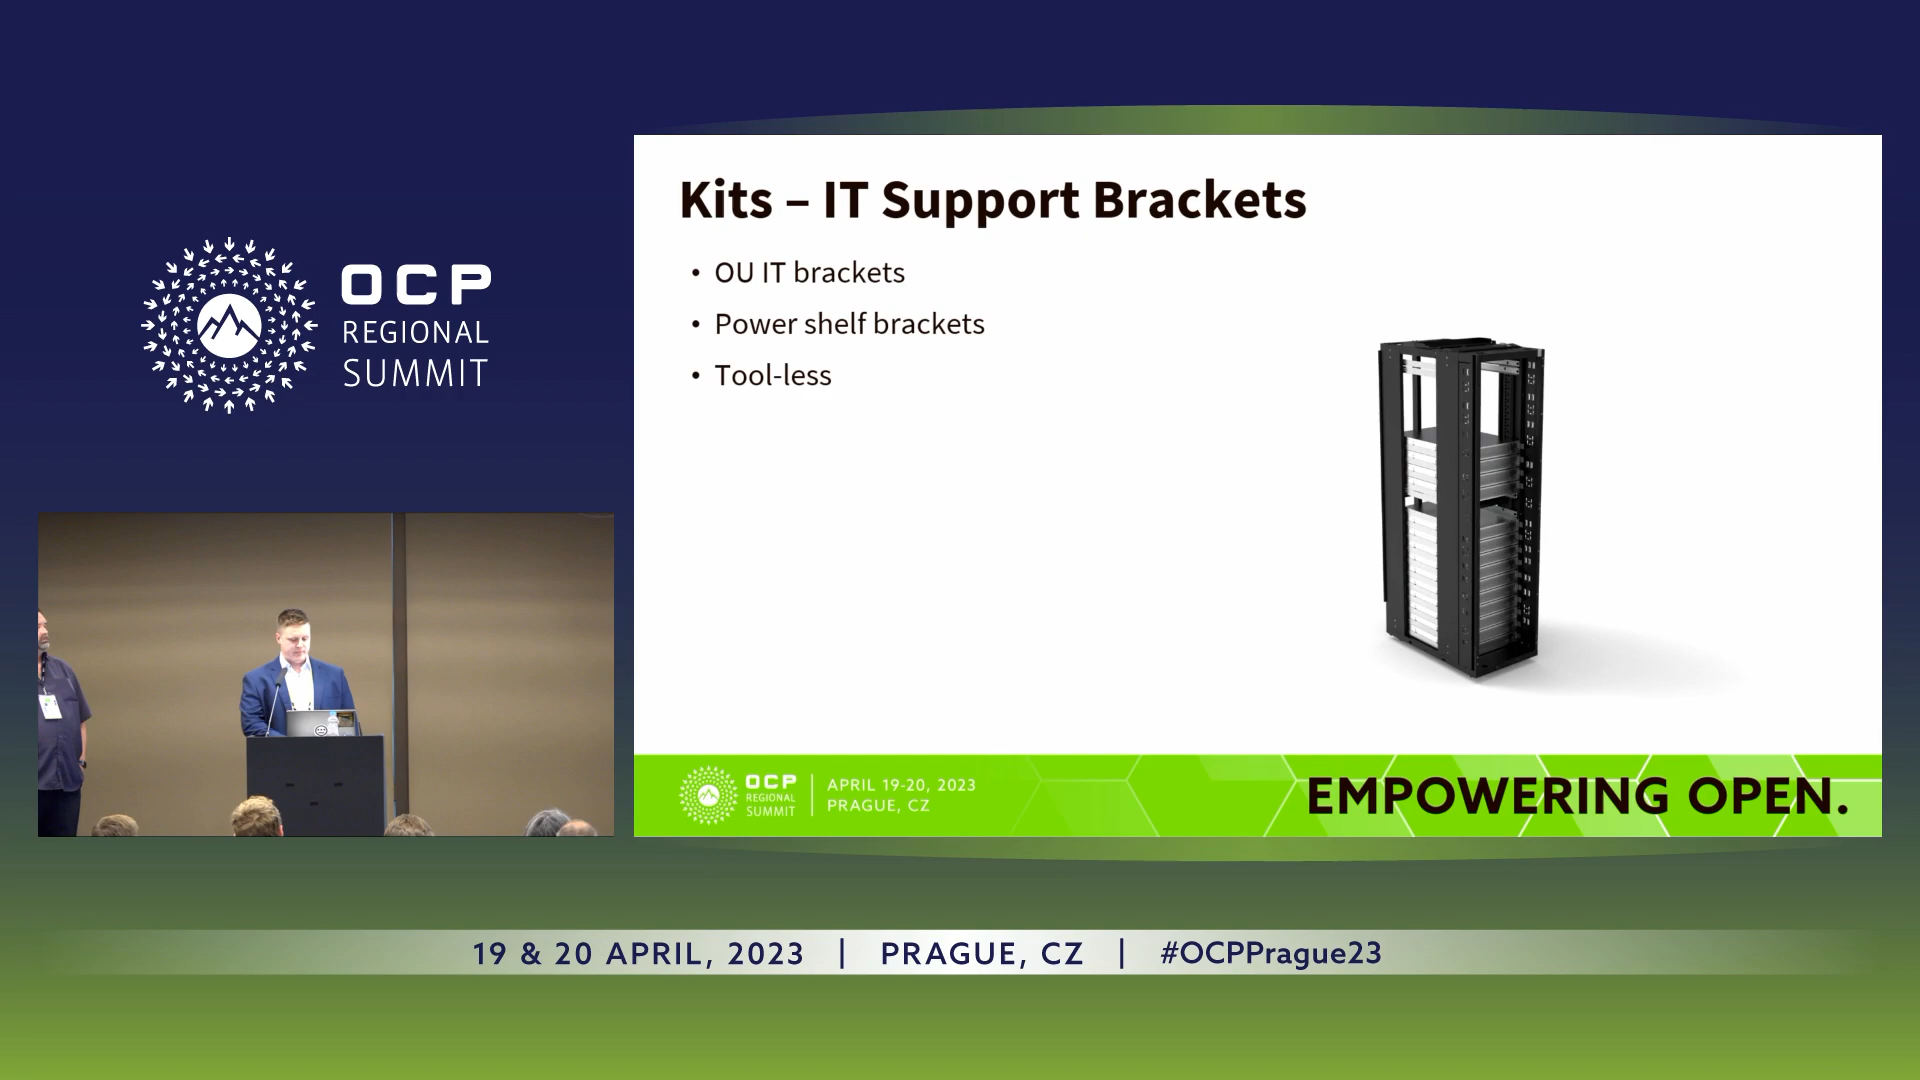 OCP
REGIONAL
SUMMIT
Kits – IT Support Brackets
• OU IT brackets
• Power shelf brackets
• Tool-less
OCP
REGIONAL
SUMMIT
APRIL 19-20, 2023
PRAGUE, CZ
EMPOWERING OPEN.
19 & 20 APRIL, 2023 | PRAGUE, CZ | #OCPPrague23